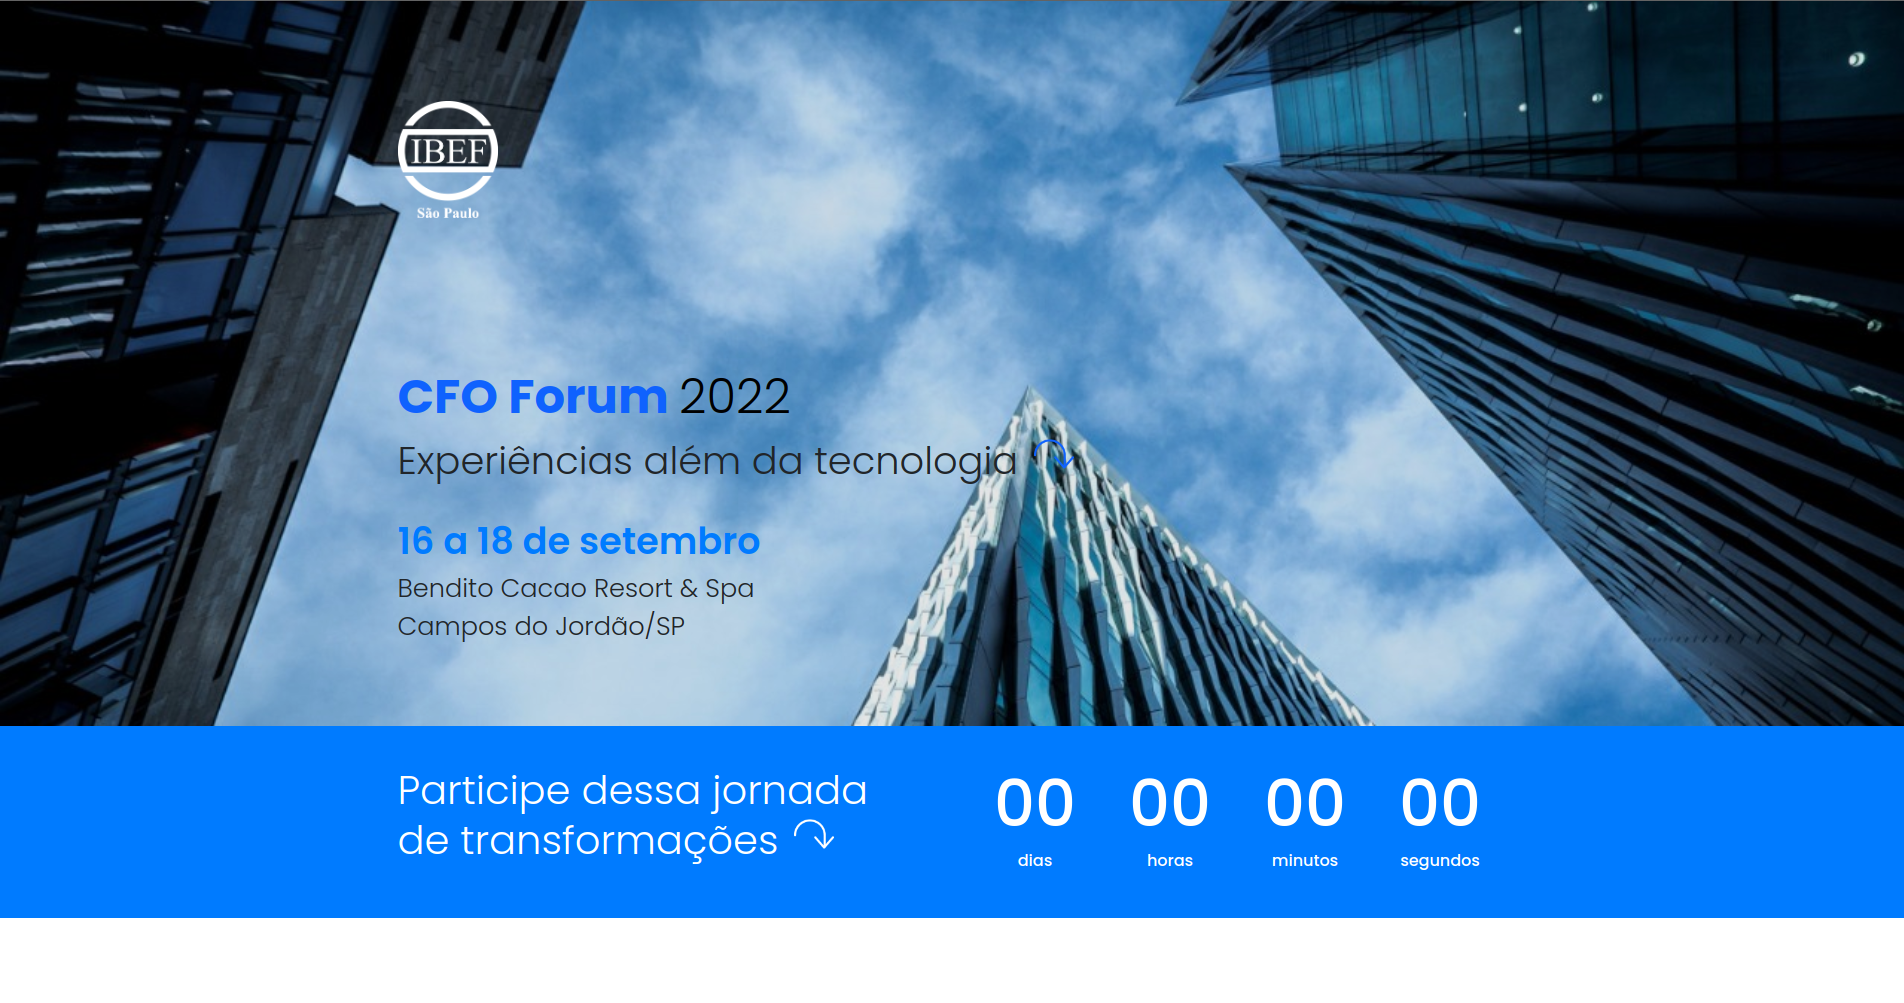 IBEF
São Paulo
CFO Forum 2022
Experiências além da tecnologia
16 a 18 de setembro
Bendito Cacao Resort & Spa
Campos do Jordão/SP
Participe dessa jornada
de transformações
00 00 00 00
dias horas minutos segundos